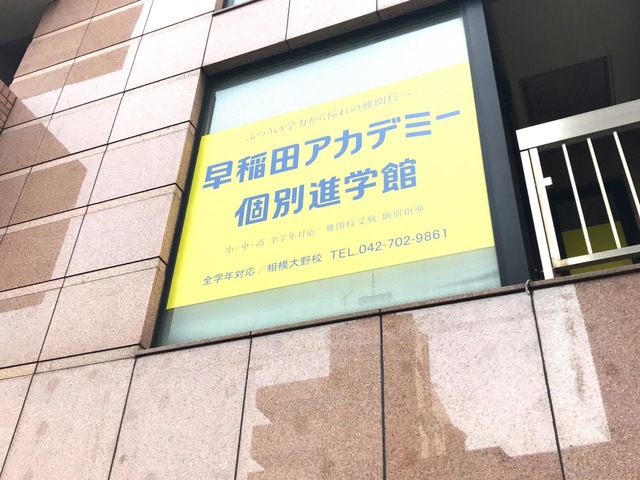 ふつうの学力から憧れの難関校へ
早稲田アカデミー
個別進学館
小・中・高 全学年対応 難関校受験 個別指導
全学年対応/相模大野校 TEL.042-702-9861